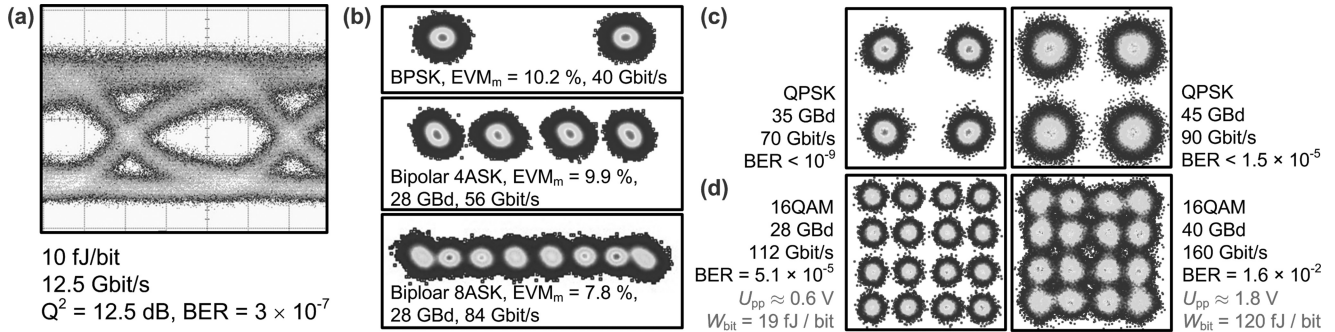 (a)
10 fJ/bit
12.5 Gbit/s
Q² = 12.5 dB, BER = 3 × 10⁻⁷
(b)
BPSK, EVMₘ = 10.2 %, 40 Gbit/s
Bipolar 4ASK, EVMₘ = 9.9 %,
28 GBd, 56 Gbit/s
Biploar 8ASK, EVMₘ = 7.8 %,
28 GBd, 84 Gbit/s
(c)
QPSK
35 GBd
70 Gbit/s
BER < 10⁻⁹
QPSK
45 GBd
90 Gbit/s
BER < 1.5 × 10⁻⁵
(d)
16QAM
28 GBd
112 Gbit/s
BER = 5.1 × 10⁻⁵
Uₚₚ ≈ 0.6 V
W_bit = 19 fJ / bit
16QAM
40 GBd
160 Gbit/s
BER = 1.6 × 10⁻²
Uₚₚ ≈ 1.8 V
W_bit = 120 fJ / bit